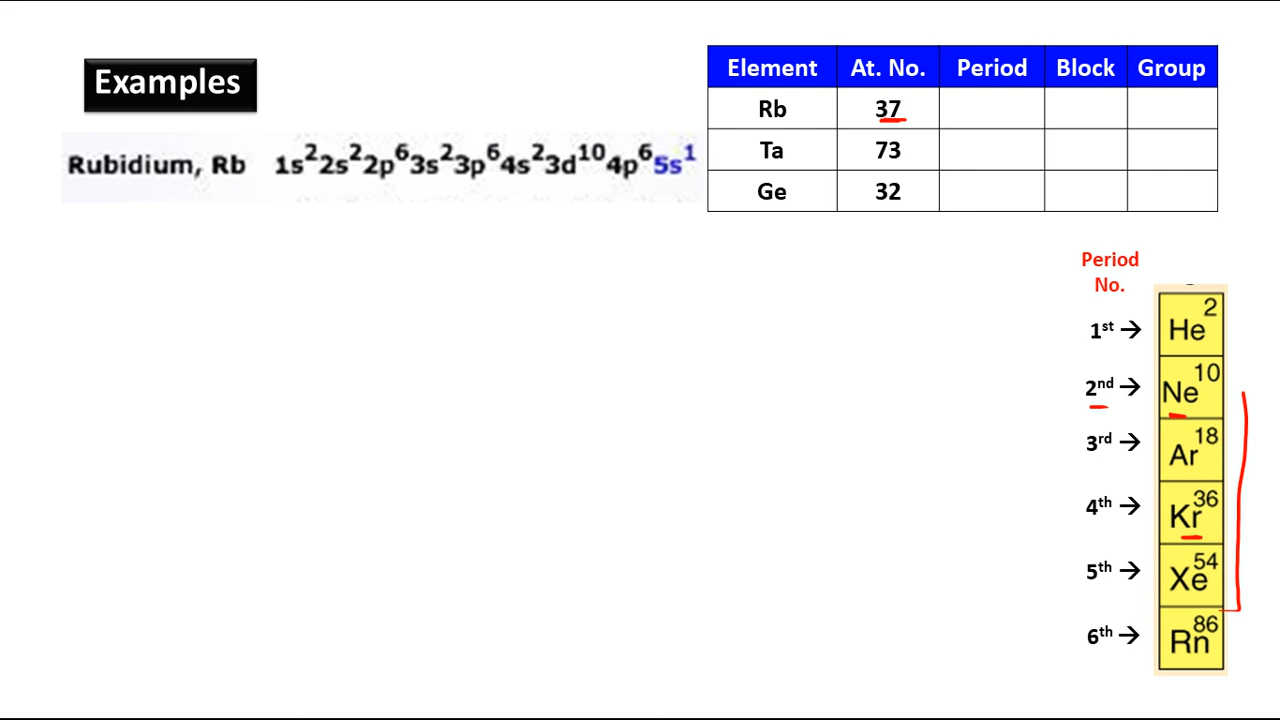 Examples
Rubidium, Rb 1s²2s²2p⁶3s²3p⁶4s²3d¹⁰4p⁶5s¹
Element At. No. Period Block Group
Rb 37
Ta 73
Ge 32
Period
No.
1st → He 2
2nd → Ne 10
3rd → Ar 18
4th → Kr 36
5th → Xe 54
6th → Rn 86